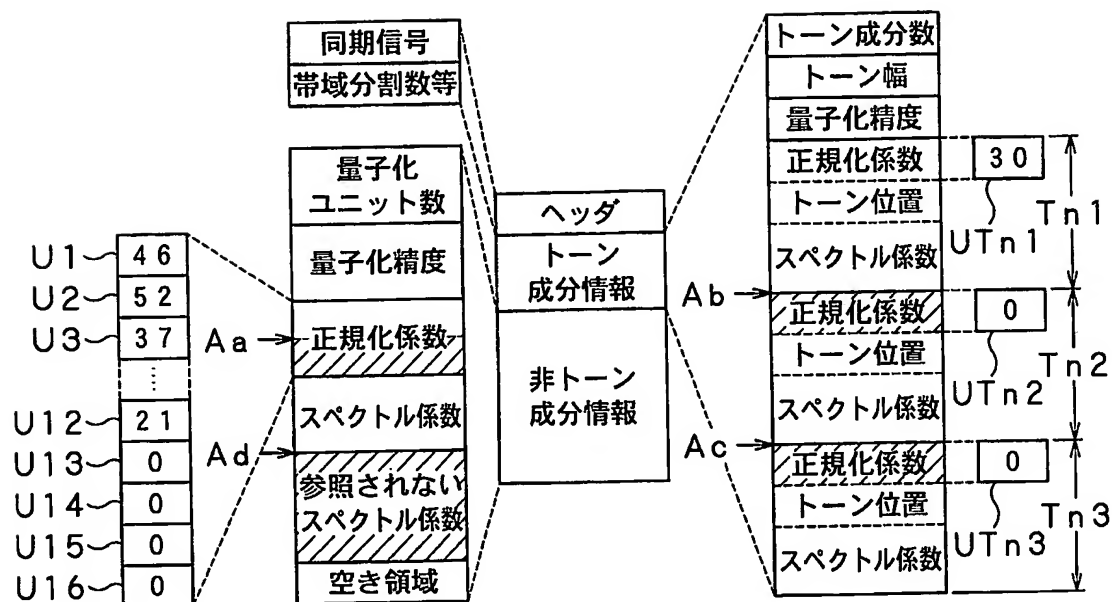 同期信号
帯域分割数等
量子化
ユニット数
量子化精度
正規化係数
スペクトル係数
参照されない
スペクトル係数
空き領域
U1 46
U2 52
U3 37
……
U12 21
U13 0
U14 0
U15 0
U16 0
Aa
Ad
ヘッダ
トーン
成分情報
非トーン
成分情報
Ab
Ac
トーン成分数
トーン幅
量子化精度
正規化係数
トーン位置
スペクトル係数
正規化係数
トーン位置
スペクトル係数
正規化係数
トーン位置
スペクトル係数
30
UTn1
Tn1
0
UTn2
Tn2
0
UTn3
Tn3